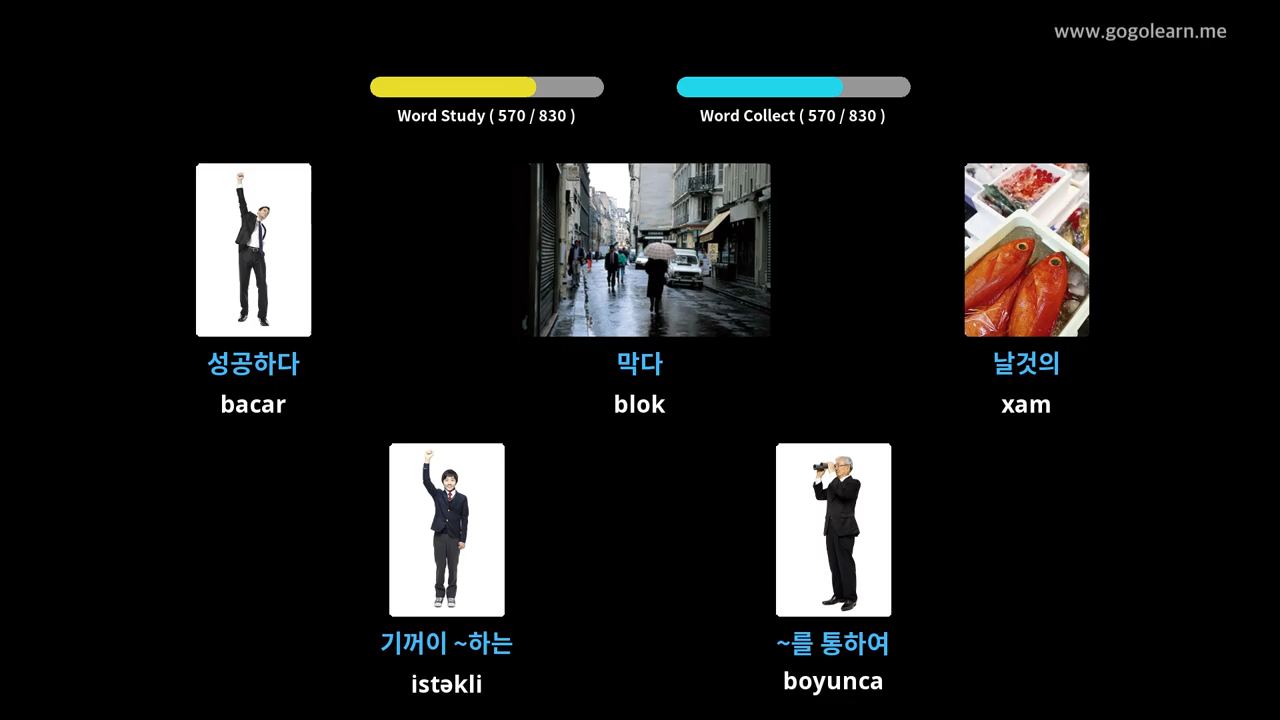 www.gogolearn.me
Word Study ( 570 / 830 )
Word Collect ( 570 / 830 )
성공하다
bacar
막다
blok
날것의
xam
기꺼이 ~하는
istəkli
~를 통하여
boyunca